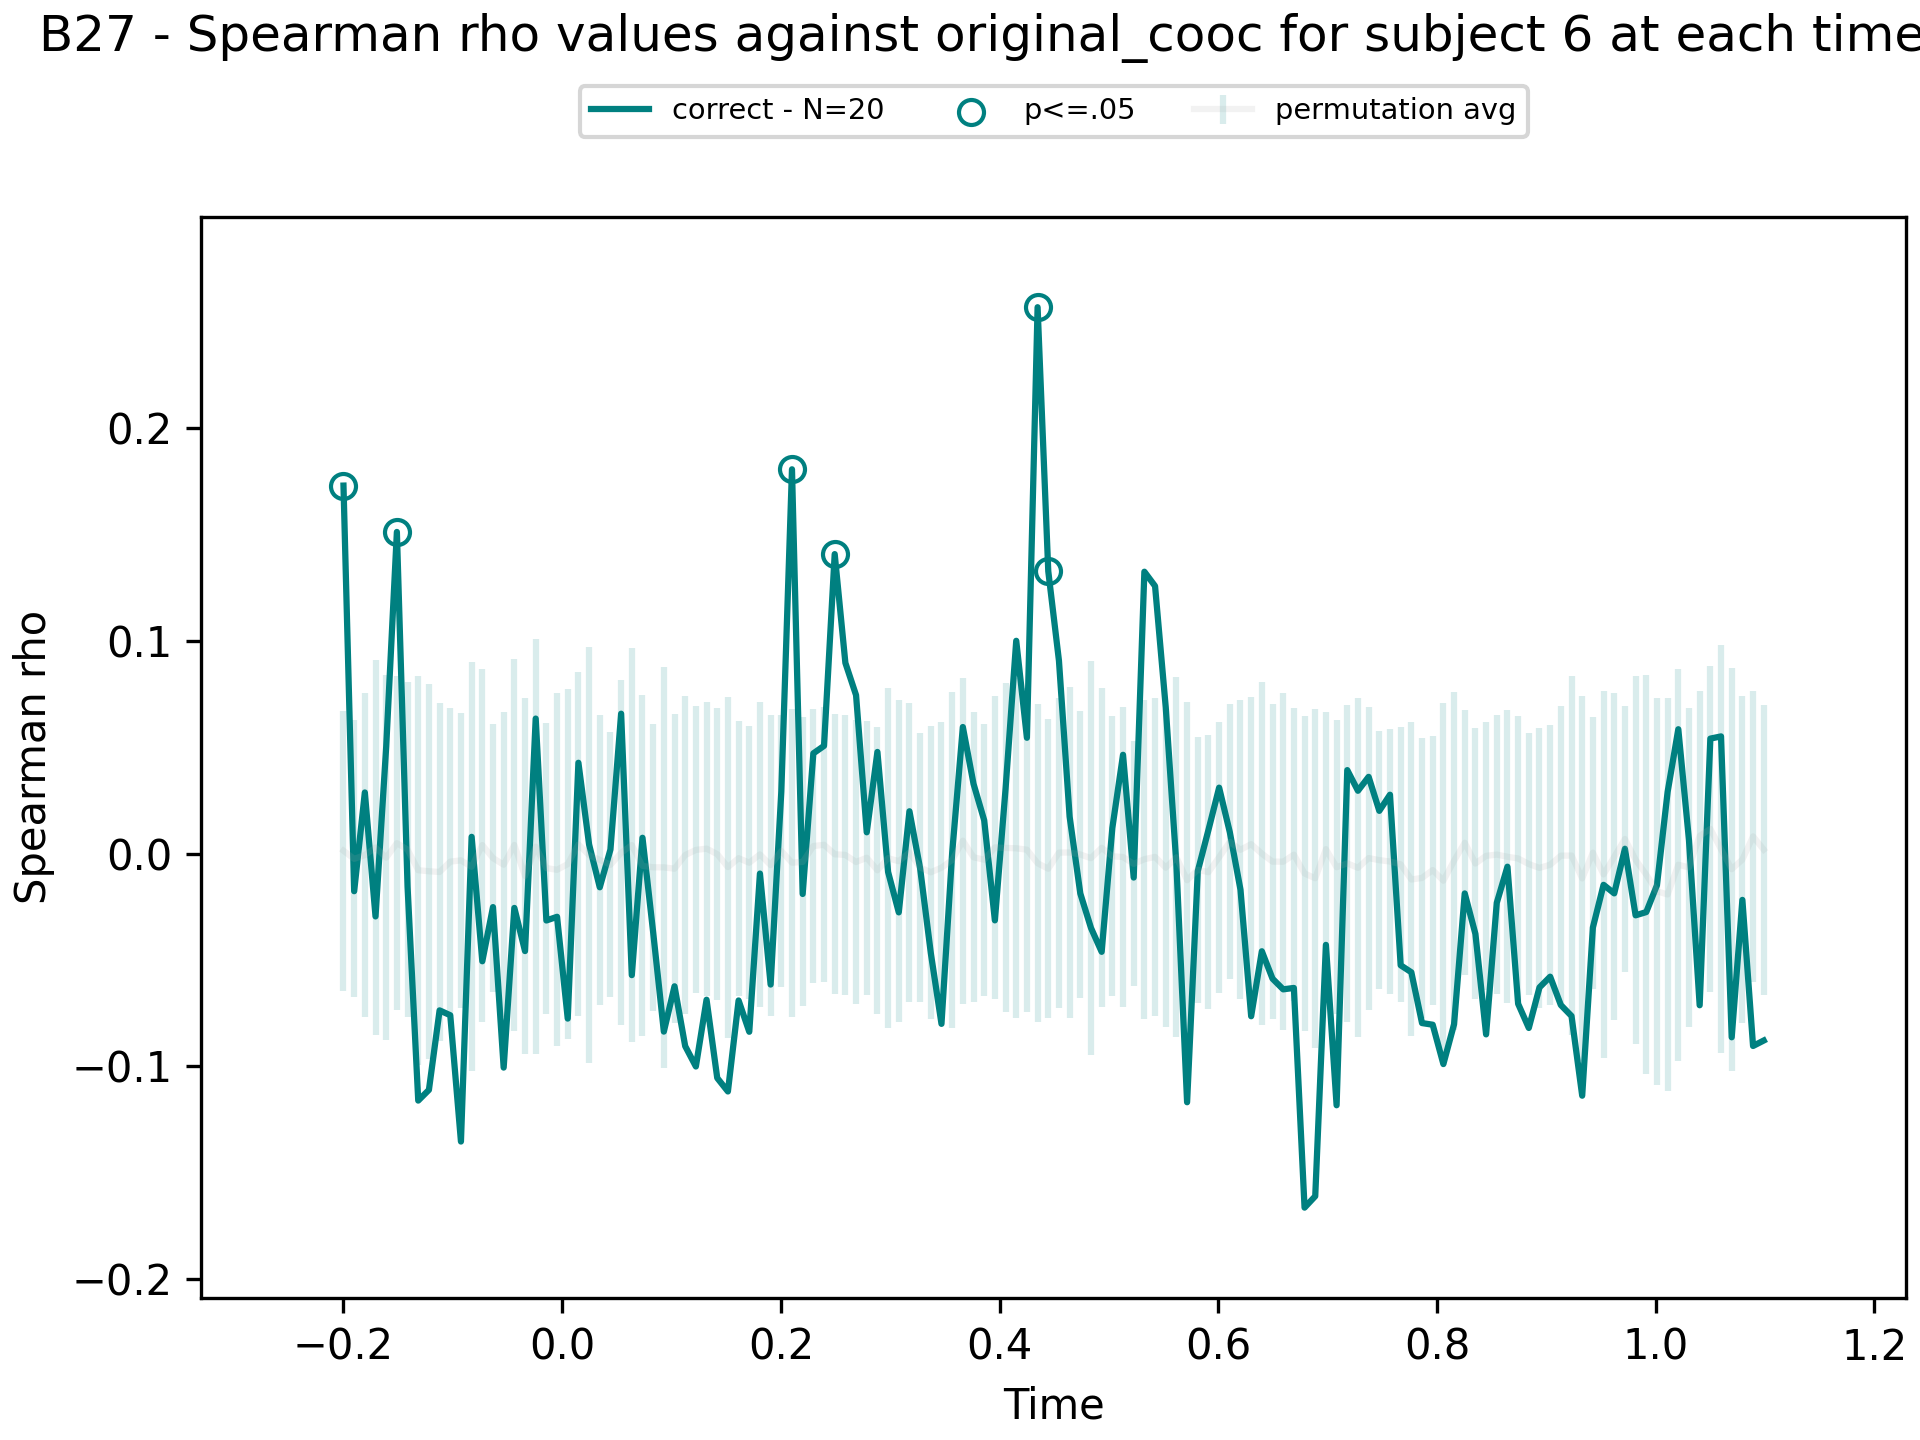 B27 - Spearman rho values against original_cooc for subject 6 at each time
correct - N=20 p<=.05 permutation avg
Spearman rho
0.2
0.1
0.0
−0.1
−0.2
−0.2 0.0 0.2 0.4 0.6 0.8 1.0 1.2
Time